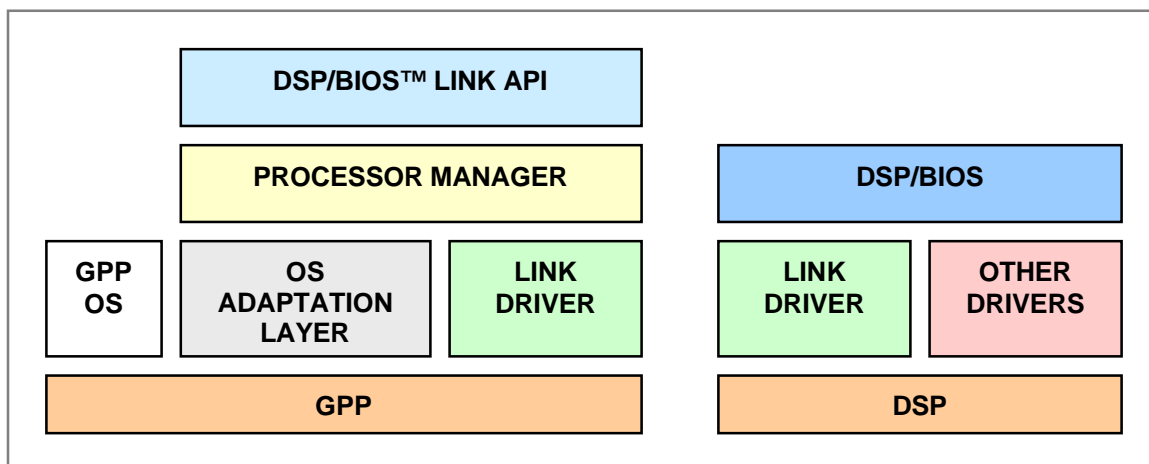 DSP/BIOS™ LINK API
PROCESSOR MANAGER
DSP/BIOS
GPP
OS
OS
ADAPTATION
LAYER
LINK
DRIVER
LINK
DRIVER
OTHER
DRIVERS
GPP
DSP